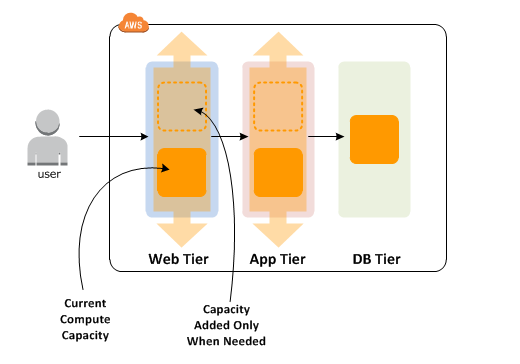 AWS
user
Web Tier
App Tier
DB Tier
Current
Compute
Capacity
Capacity
Added Only
When Needed